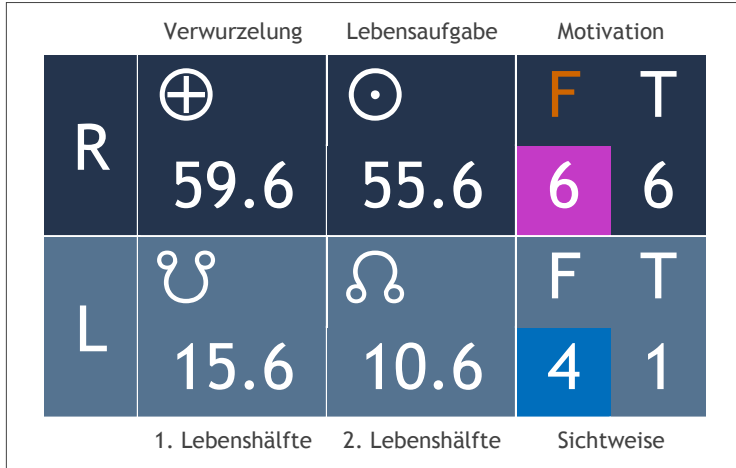 Verwurzelung Lebensaufgabe Motivation
R ⊕ ☉ F T
59.6 55.6 6 6
L ☋ ☊ F T
15.6 10.6 4 1
1. Lebenshälfte 2. Lebenshälfte Sichtweise